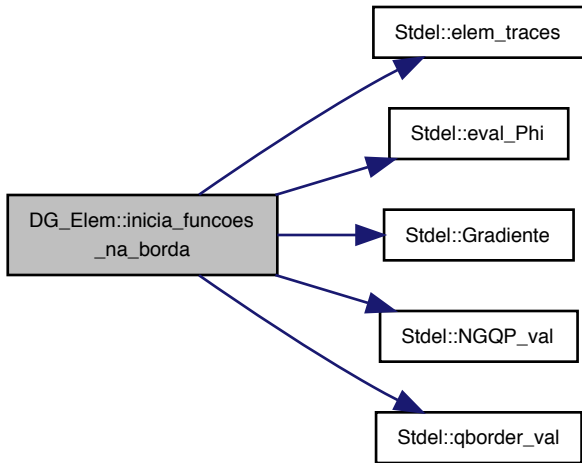 Stdel::elem_traces
Stdel::eval_Phi
DG_Elem::inicia_funcoes
_na_borda
Stdel::Gradiente
Stdel::NGQP_val
Stdel::qborder_val